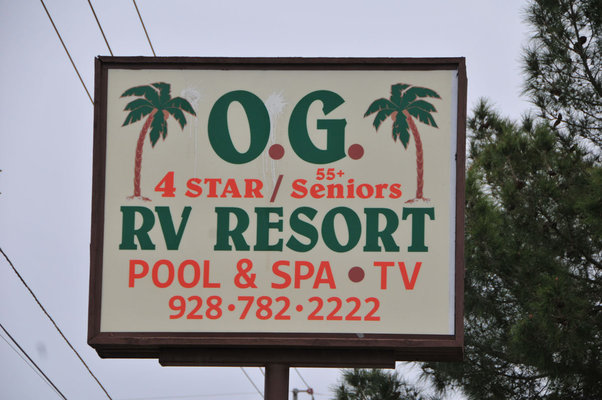 O.G.
55+
4 STAR / Seniors
RV RESORT
POOL & SPA • TV
928•782•2222